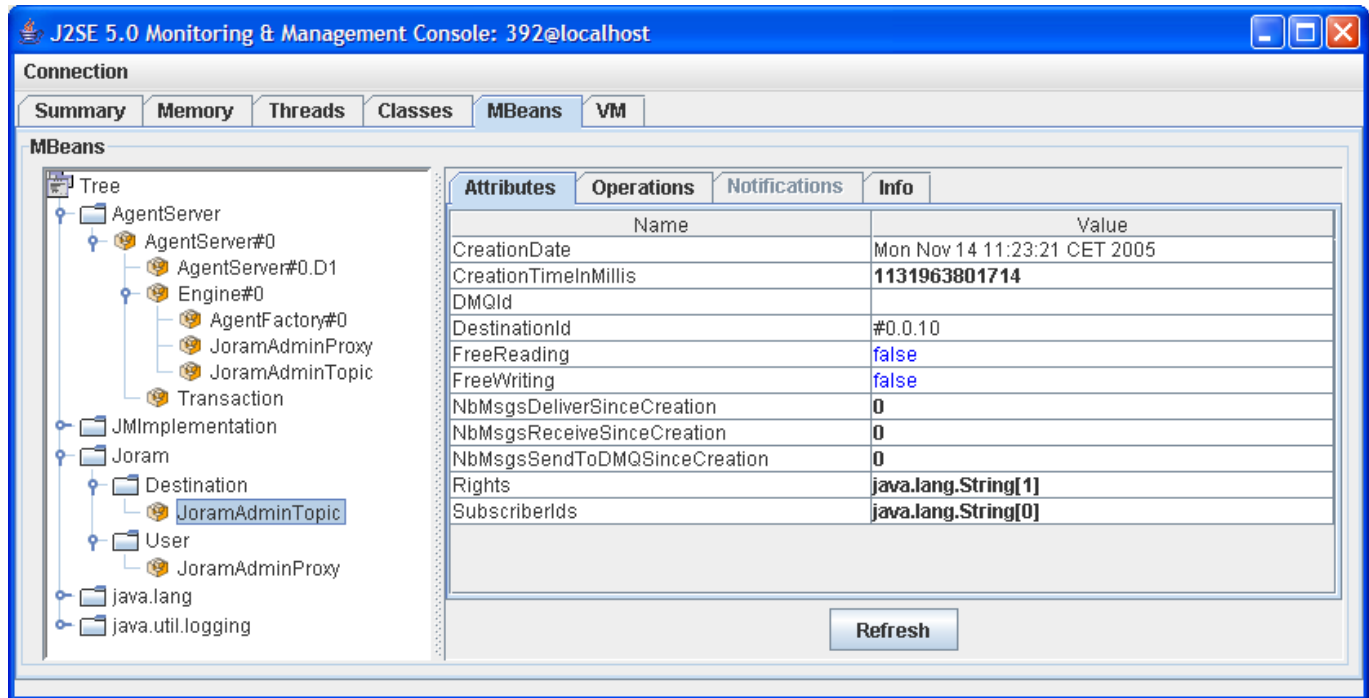 J2SE 5.0 Monitoring & Management Console: 392@localhost
Connection
Summary Memory Threads Classes MBeans VM
MBeans
Tree
AgentServer
AgentServer#0
AgentServer#0.D1
Engine#0
AgentFactory#0
JoramAdminProxy
JoramAdminTopic
Transaction
JMImplementation
Joram
Destination
JoramAdminTopic
User
JoramAdminProxy
java.lang
java.util.logging
Attributes Operations Notifications Info
Name Value
CreationDate Mon Nov 14 11:23:21 CET 2005
CreationTimeInMillis 1131963801714
DMQId
DestinationId #0.0.10
FreeReading false
FreeWriting false
NbMsgsDeliverSinceCreation 0
NbMsgsReceiveSinceCreation 0
NbMsgsSendToDMQSinceCreation 0
Rights java.lang.String[1]
SubscriberIds java.lang.String[0]
Refresh